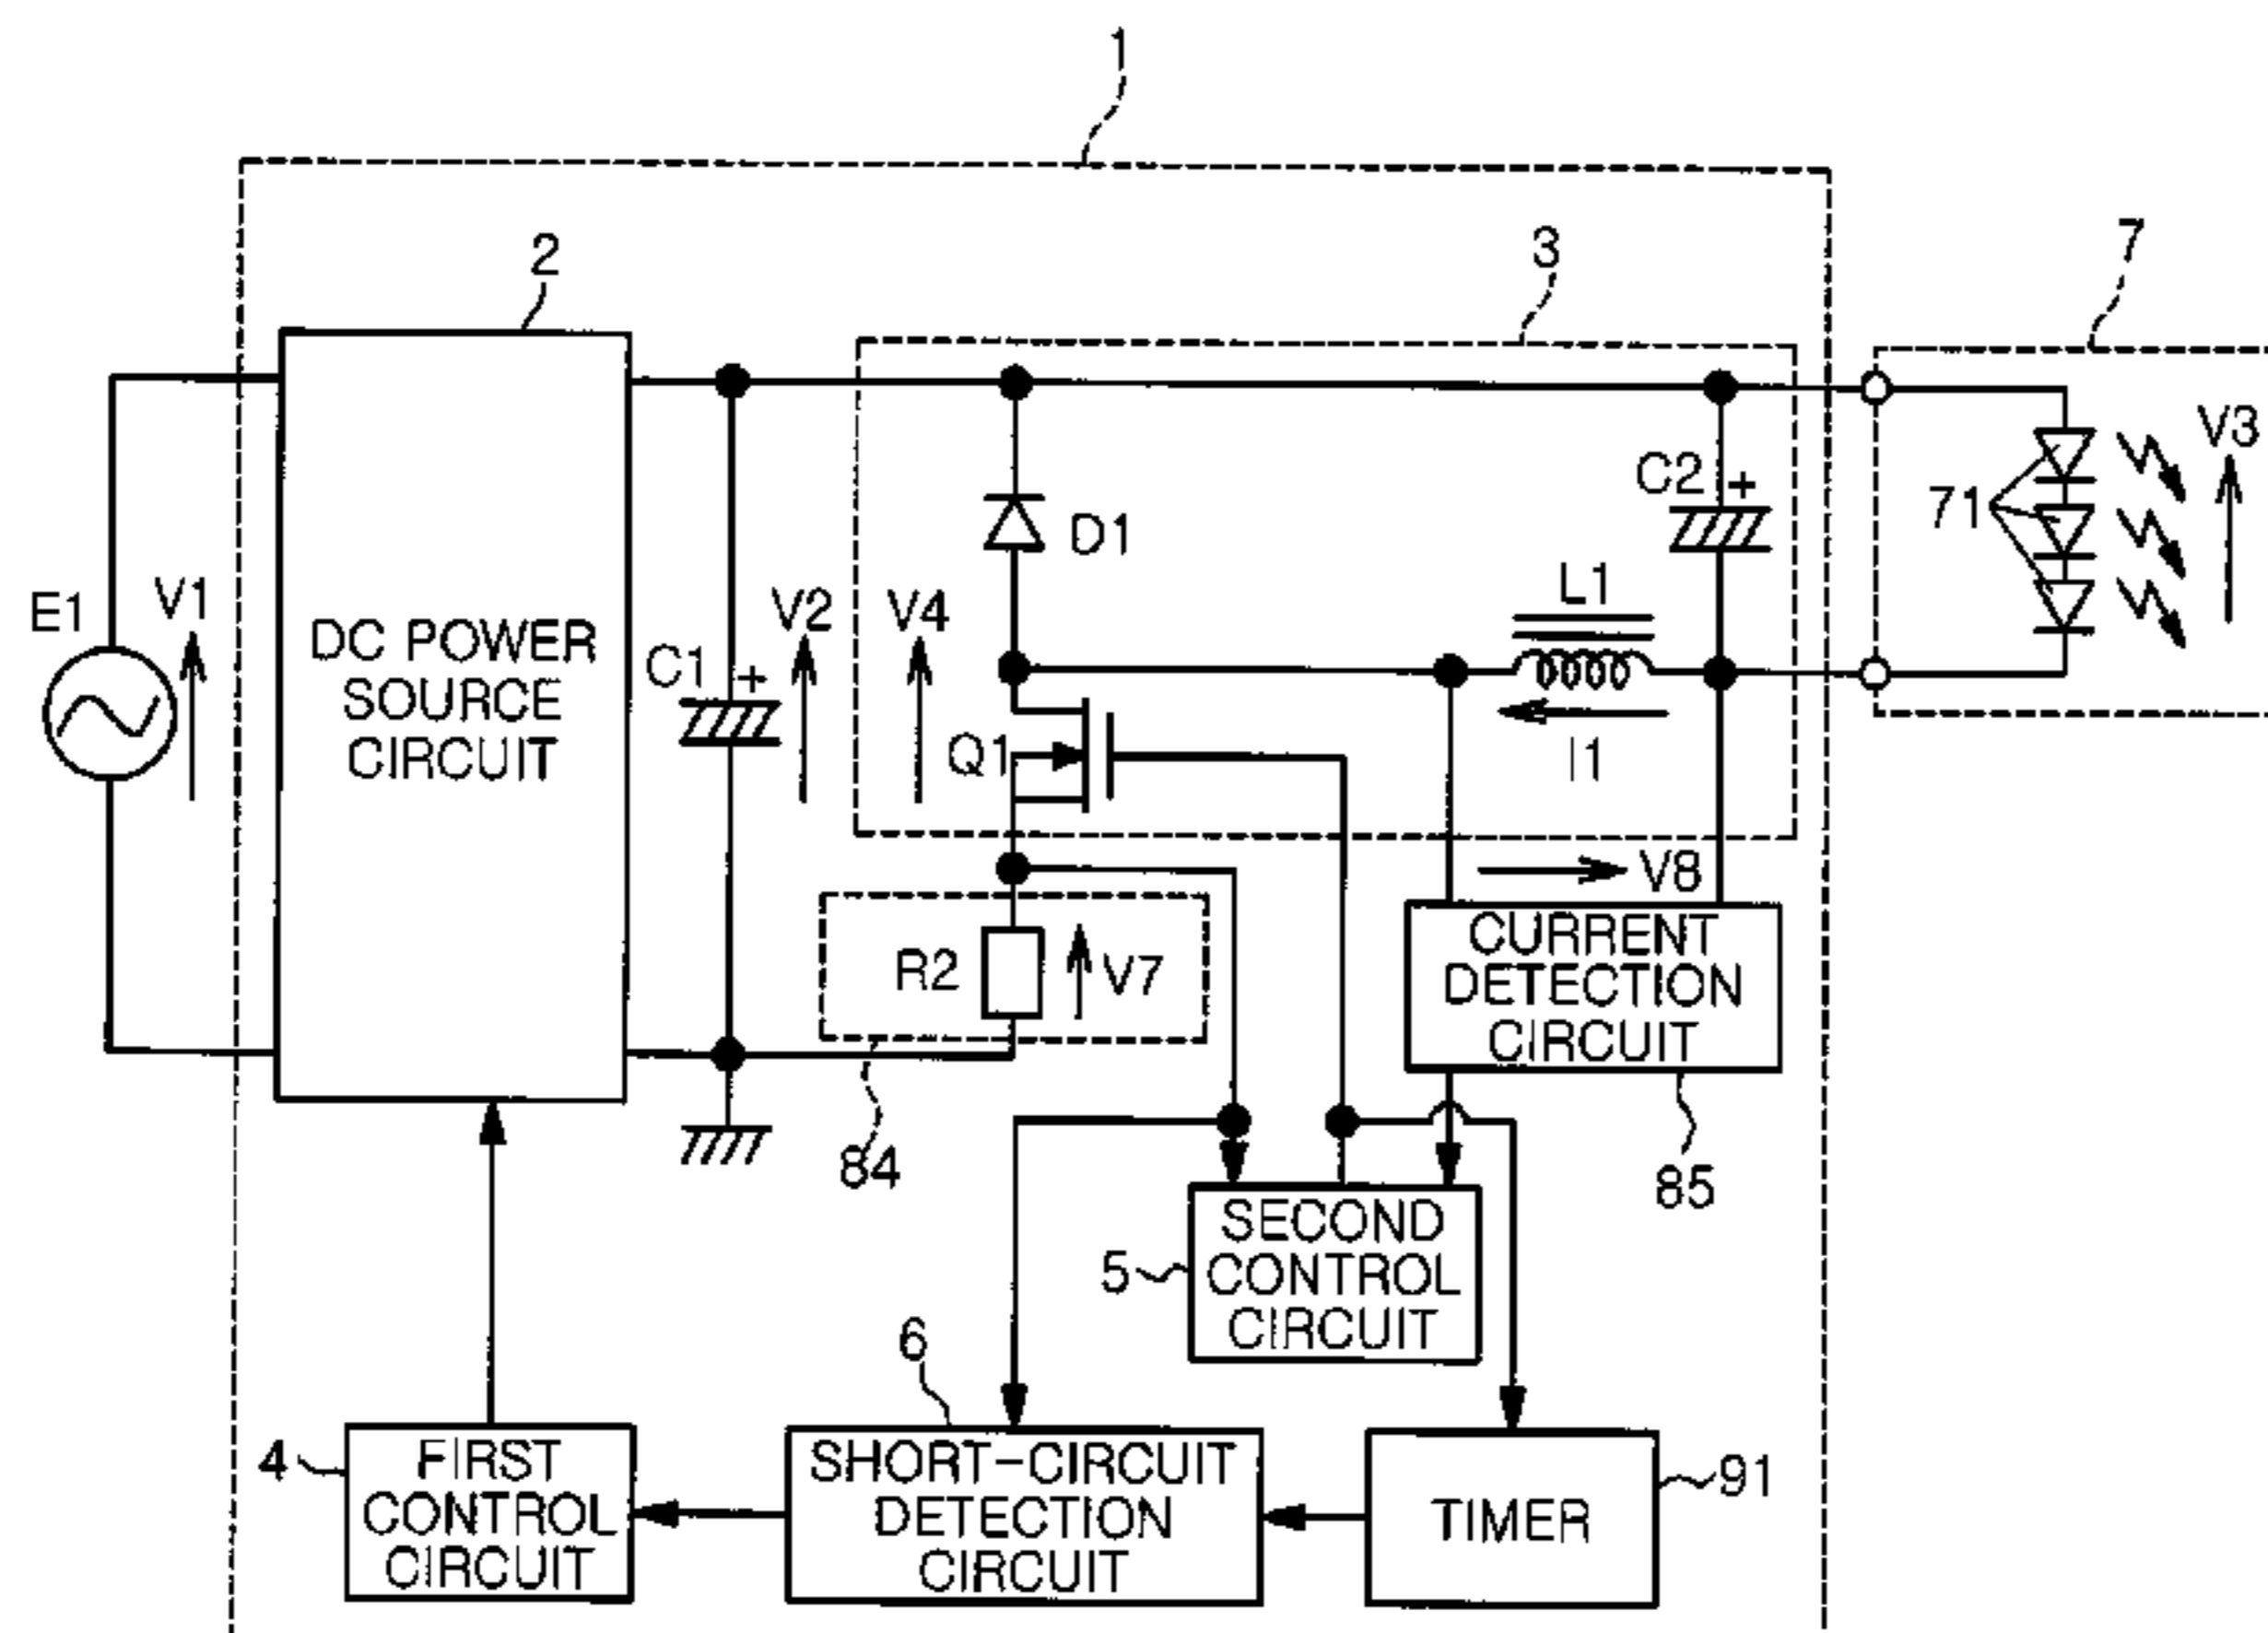 1
2
3
7
V3
C2
+
71
D1
E1
V1
DC POWER
SOURCE
CIRCUIT
C1
+
V2
V4
L1
Q1
I1
V8
R2
V7
CURRENT
DETECTION
CIRCUIT
84
85
SECOND
CONTROL
CIRCUIT
5
6
4
FIRST
CONTROL
CIRCUIT
SHORT-CIRCUIT
DETECTION
CIRCUIT
TIMER
91